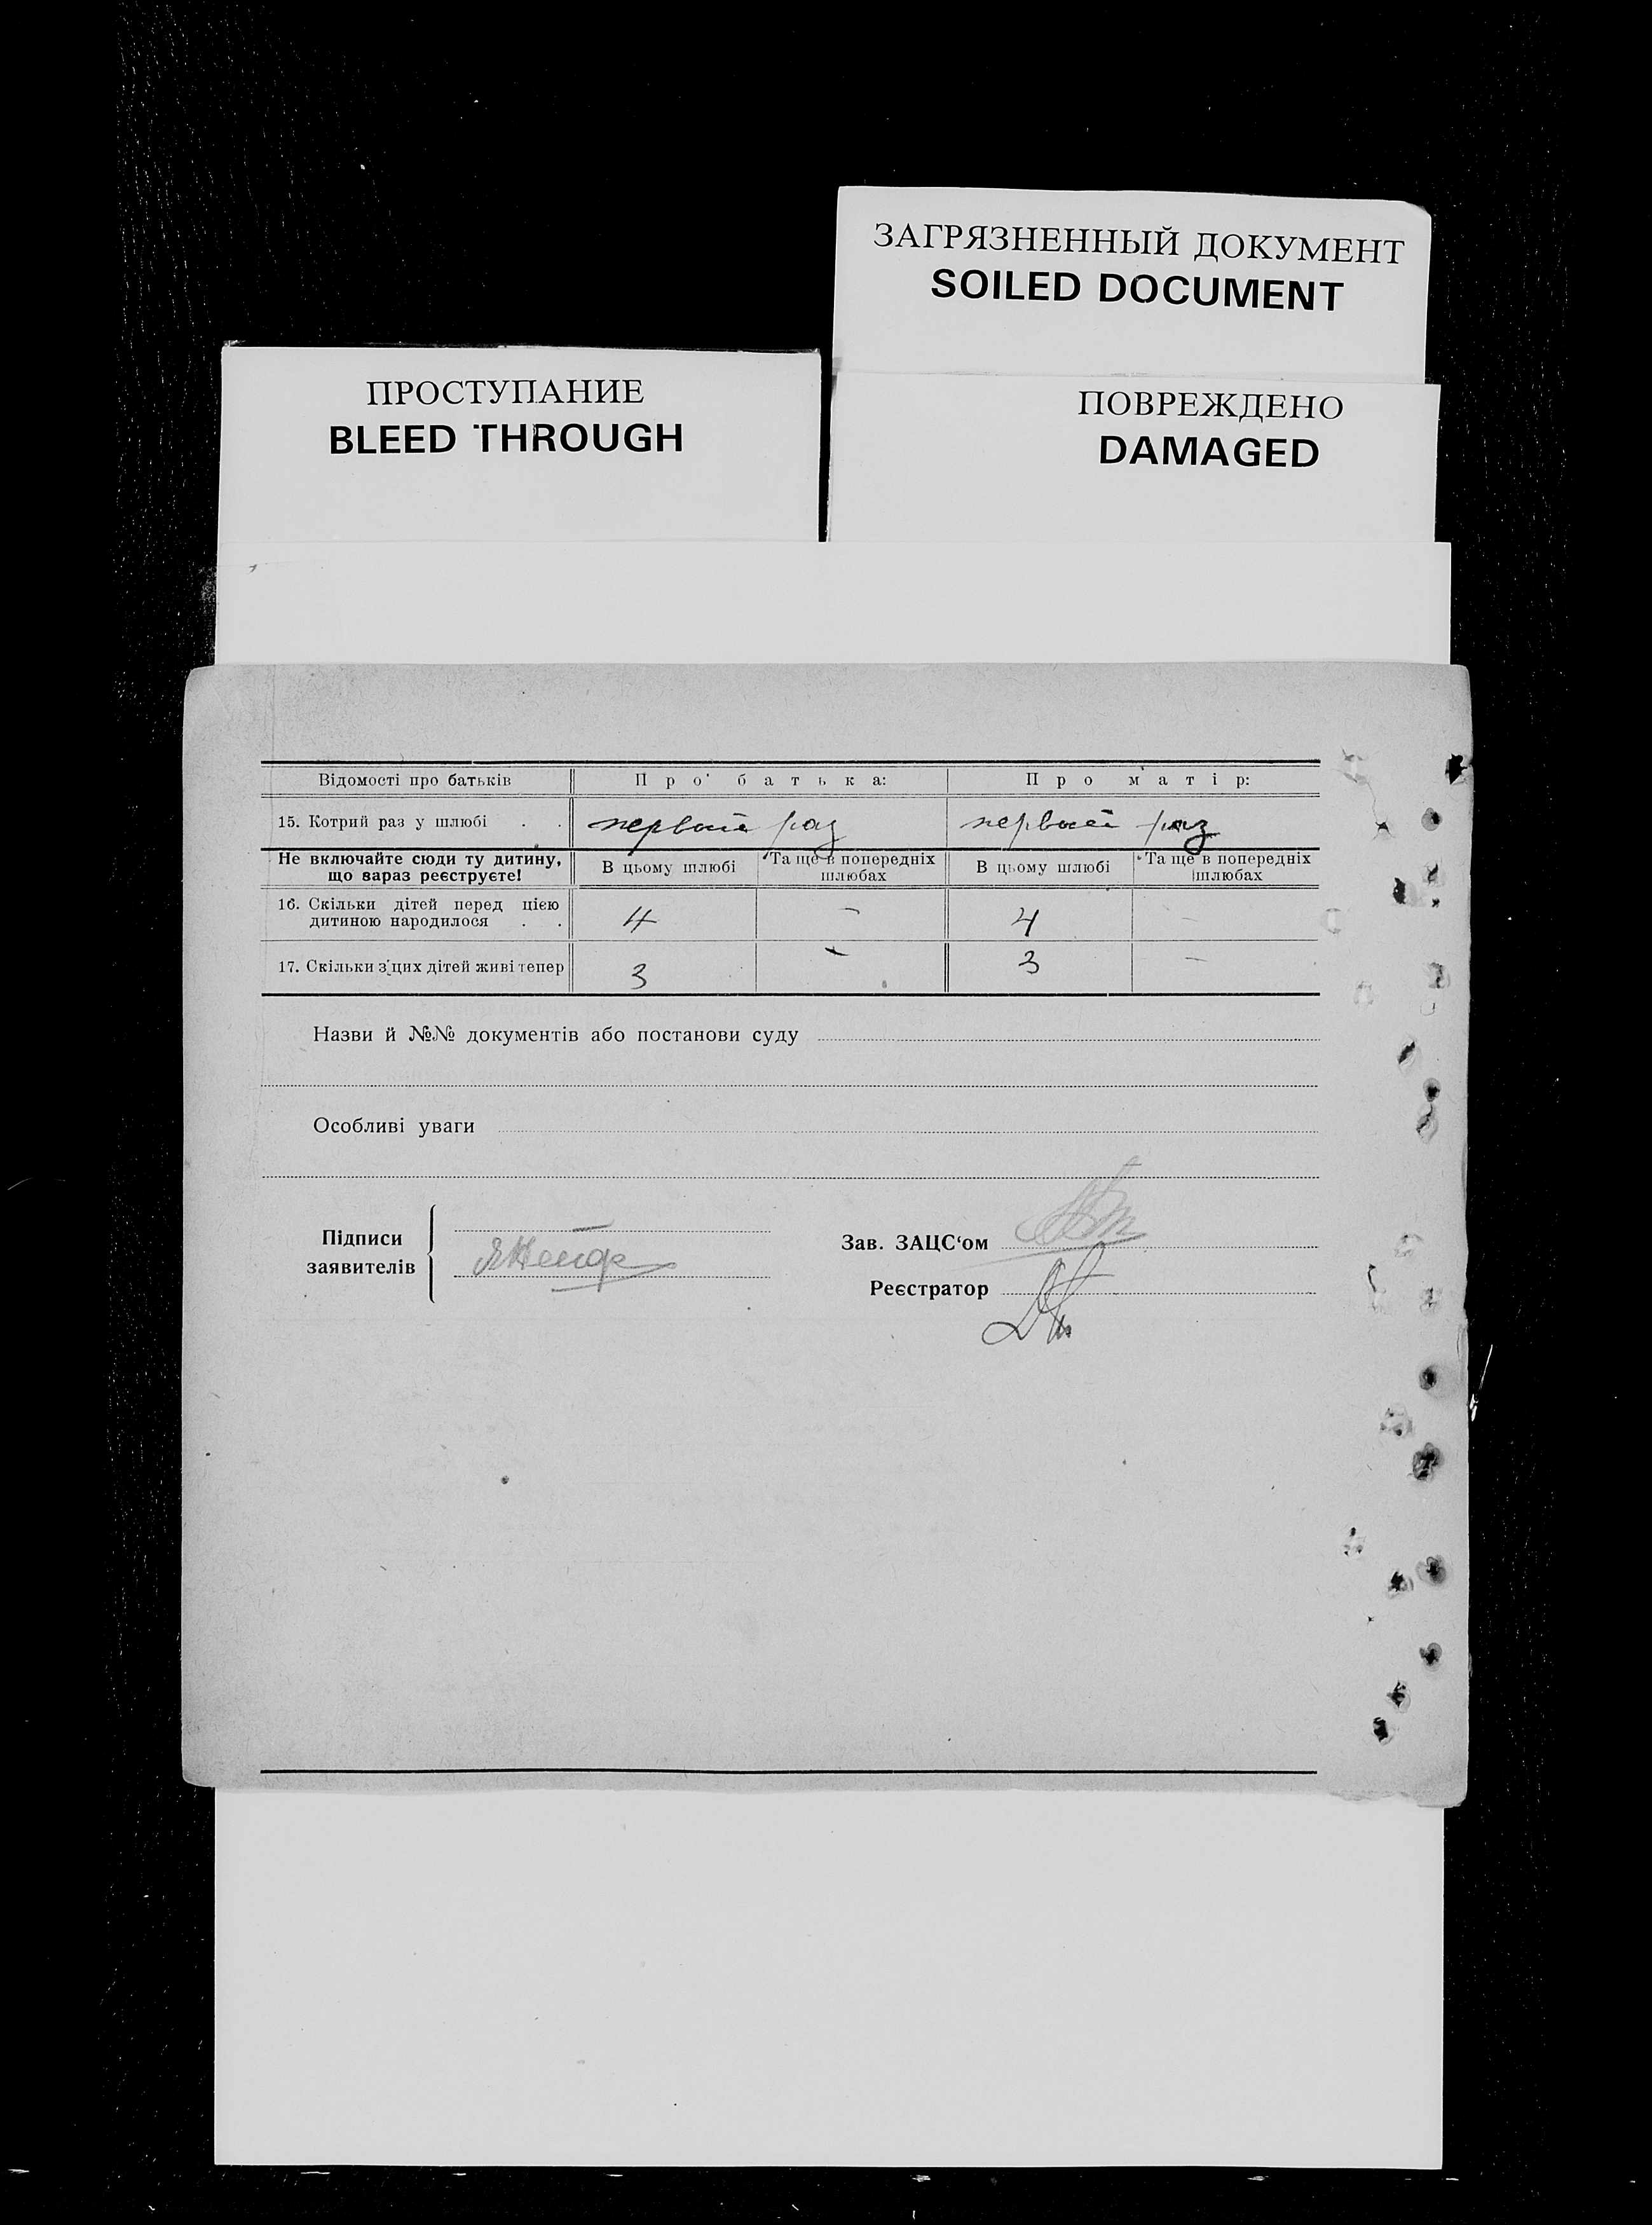 ЗАГРЯЗНЕННЫЙ ДОКУМЕНТ
SOILED DOCUMENT
ПРОСТУПАНИЕ
BLEED THROUGH
ПОВРЕЖДЕНО
DAMAGED
Відомості про батьків Про батька: Про матір:
15. Котрий раз у шлюбі . . первый раз первый раз
Не включайте сюди ту дитину, що зараз реєструєте! В цьому шлюбі Та ще в попередніх шлюбах В цьому шлюбі Та ще в попередніх шлюбах
16. Скільки дітей перед цією дитиною народилося . . 4 – 4 –
17. Скільки з цих дітей живі тепер 3 – 3 –
Назви й №№ документів або постанови суду
Особливі уваги
Підписи заявителів
Зав. ЗАЦС‘ом
Реєстратор